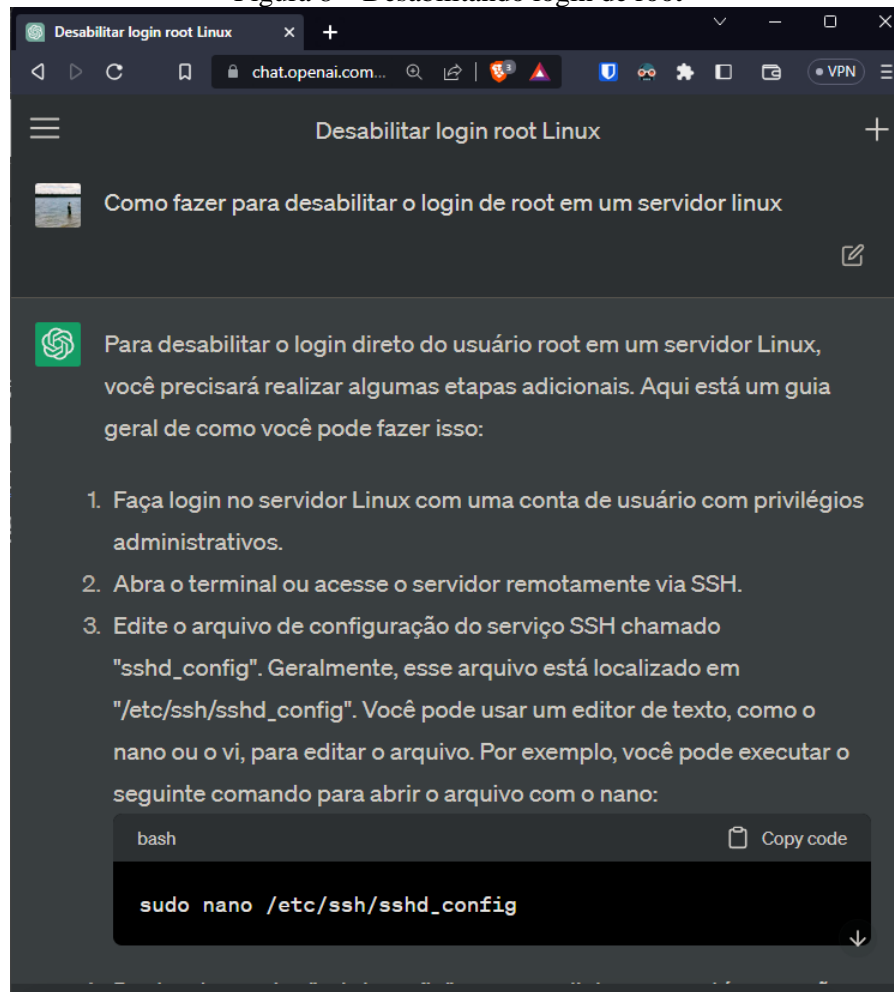 Desabilitar login root Linux
chat.openai.com...
3
VPN
Desabilitar login root Linux
Como fazer para desabilitar o login de root em um servidor linux
Para desabilitar o login direto do usuário root em um servidor Linux,
você precisará realizar algumas etapas adicionais. Aqui está um guia
geral de como você pode fazer isso:
1. Faça login no servidor Linux com uma conta de usuário com privilégios
administrativos.
2. Abra o terminal ou acesse o servidor remotamente via SSH.
3. Edite o arquivo de configuração do serviço SSH chamado
"sshd_config". Geralmente, esse arquivo está localizado em
"/etc/ssh/sshd_config". Você pode usar um editor de texto, como o
nano ou o vi, para editar o arquivo. Por exemplo, você pode executar o
seguinte comando para abrir o arquivo com o nano:
bash
Copy code
sudo nano /etc/ssh/sshd_config